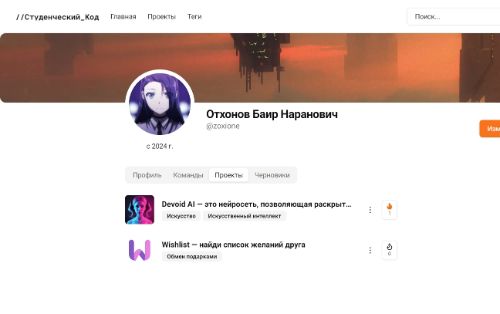 //Студенческий_Код Главная Проекты Теги Поиск...
Отхонов Баир Наранович
@zoxione
Изм
с 2024 г.
Профиль Команды Проекты Черновики
Devoid AI — это нейросеть, позволяющая раскрыт...
Искусство Искусственный интеллект
1
Wishlist — найди список желаний друга
Обмен подарками
0